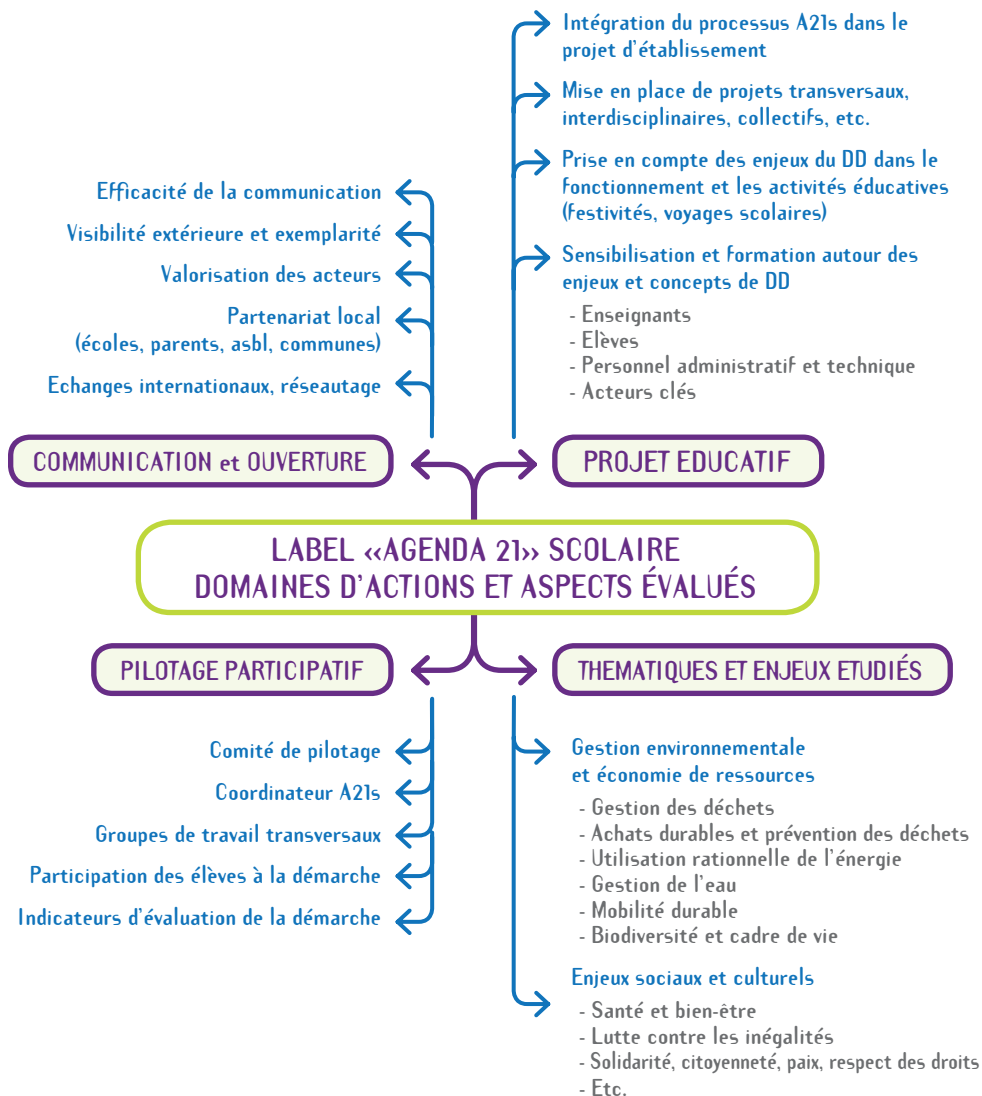 Intégration du processus A21s dans le
projet d'établissement
Mise en place de projets transversaux,
interdisciplinaires, collectifs, etc.
Prise en compte des enjeux du DD dans le
fonctionnement et les activités éducatives
(festivités, voyages scolaires)
Sensibilisation et formation autour des
enjeux et concepts de DD
- Enseignants
- Elèves
- Personnel administratif et technique
- Acteurs clés
Efficacité de la communication
Visibilité extérieure et exemplarité
Valorisation des acteurs
Partenariat local
(écoles, parents, asbl, communes)
Echanges internationaux, réseautage
COMMUNICATION et OUVERTURE
PROJET EDUCATIF
LABEL «AGENDA 21» SCOLAIRE
DOMAINES D'ACTIONS ET ASPECTS ÉVALUÉS
PILOTAGE PARTICIPATIF
THEMATIQUES ET ENJEUX ETUDIÉS
Comité de pilotage
Coordinateur A21s
Groupes de travail transversaux
Participation des élèves à la démarche
Indicateurs d'évaluation de la démarche
Gestion environnementale
et économie de ressources
- Gestion des déchets
- Achats durables et prévention des déchets
- Utilisation rationnelle de l'énergie
- Gestion de l'eau
- Mobilité durable
- Biodiversité et cadre de vie
Enjeux sociaux et culturels
- Santé et bien-être
- Lutte contre les inégalités
- Solidarité, citoyenneté, paix, respect des droits
- Etc.